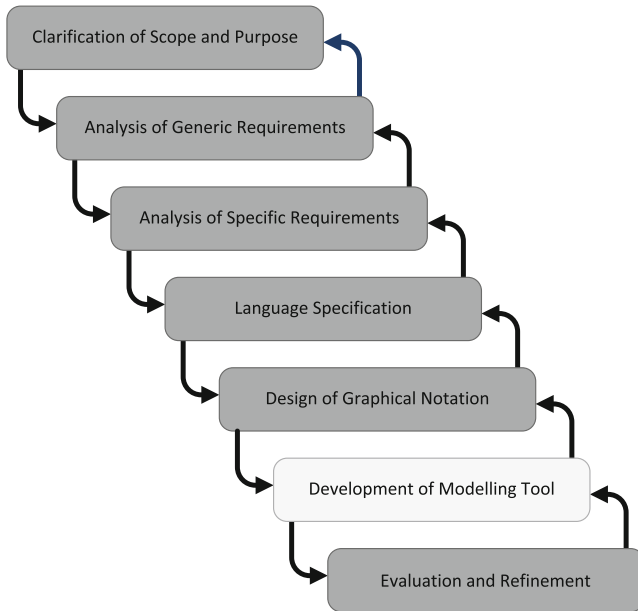 Clarification of Scope and Purpose
Analysis of Generic Requirements
Analysis of Specific Requirements
Language Specification
Design of Graphical Notation
Development of Modelling Tool
Evaluation and Refinement